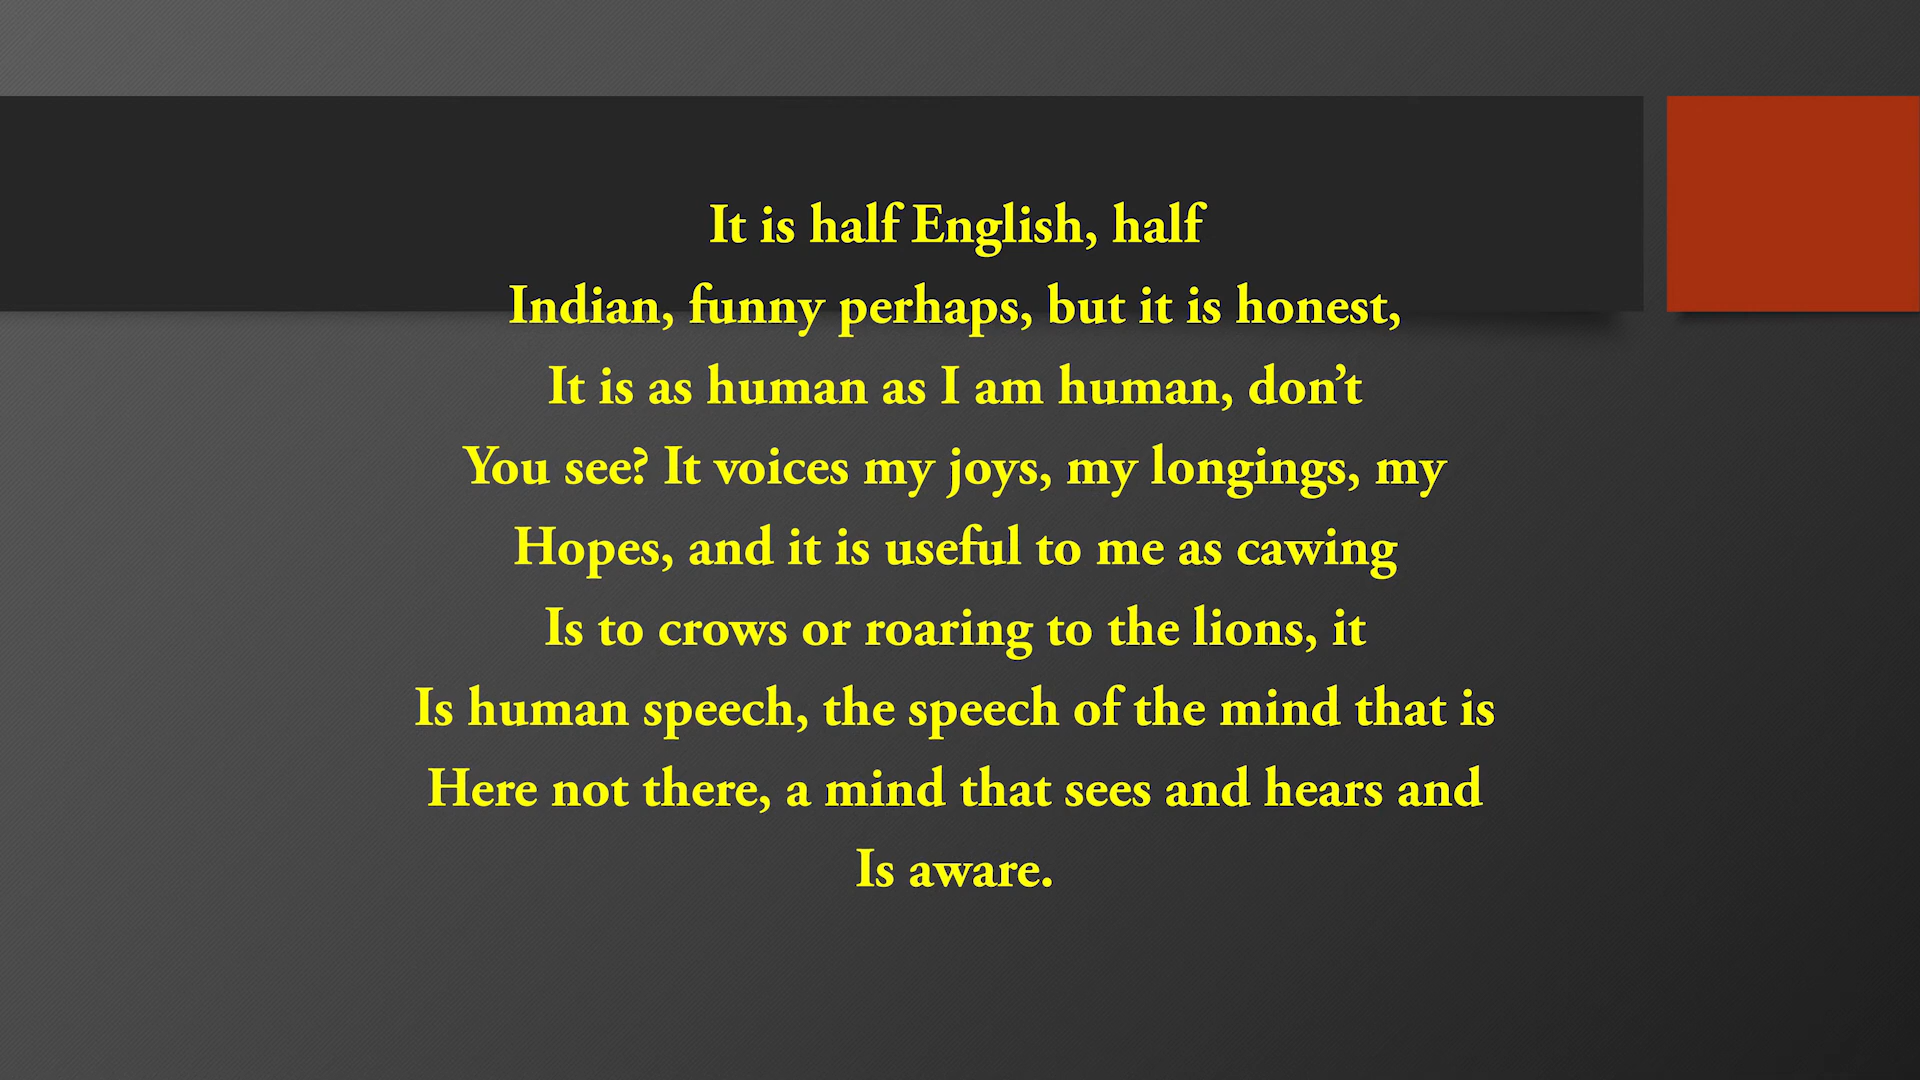 It is half English, half
Indian, funny perhaps, but it is honest,
It is as human as I am human, don’t
You see? It voices my joys, my longings, my
Hopes, and it is useful to me as cawing
Is to crows or roaring to the lions, it
Is human speech, the speech of the mind that is
Here not there, a mind that sees and hears and
Is aware.